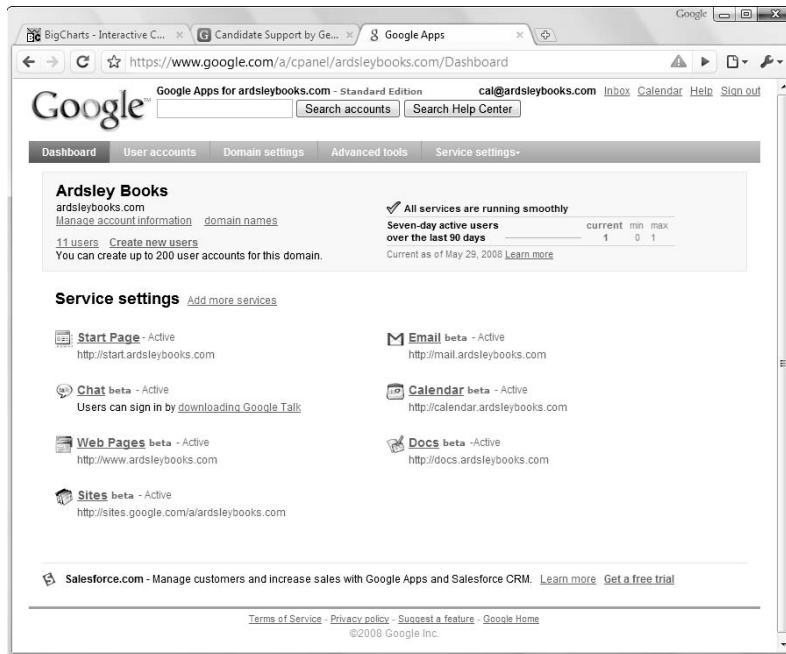 Google
BigCharts - Interactive C... × Candidate Support by Ge... × Google Apps ×
https://www.google.com/a/cpanel/ardsleybooks.com/Dashboard
Google™ Google Apps for ardsleybooks.com - Standard Edition cal@ardsleybooks.com Inbox Calendar Help Sign out
Search accounts Search Help Center
Dashboard User accounts Domain settings Advanced tools Service settings
Ardsley Books
ardsleybooks.com
Manage account information domain names
11 users Create new users
You can create up to 200 user accounts for this domain.
All services are running smoothly
Seven-day active users current min max
over the last 90 days 1 0 1
Current as of May 29, 2008 Learn more
Service settings Add more services
Start Page - Active
http://start.ardsleybooks.com
Email beta - Active
http://mail.ardsleybooks.com
Chat beta - Active
Users can sign in by downloading Google Talk
Calendar beta - Active
http://calendar.ardsleybooks.com
Web Pages beta - Active
http://www.ardsleybooks.com
Docs beta -Active
http://docs.ardsleybooks.com
Sites beta - Active
http://sites.google.com/a/ardsleybooks.com
Salesforce.com - Manage customers and increase sales with Google Apps and Salesforce CRM. Learn more Get a free trial
Terms of Service - Privacy policy - Suggest a feature - Google Home
©2008 Google Inc.